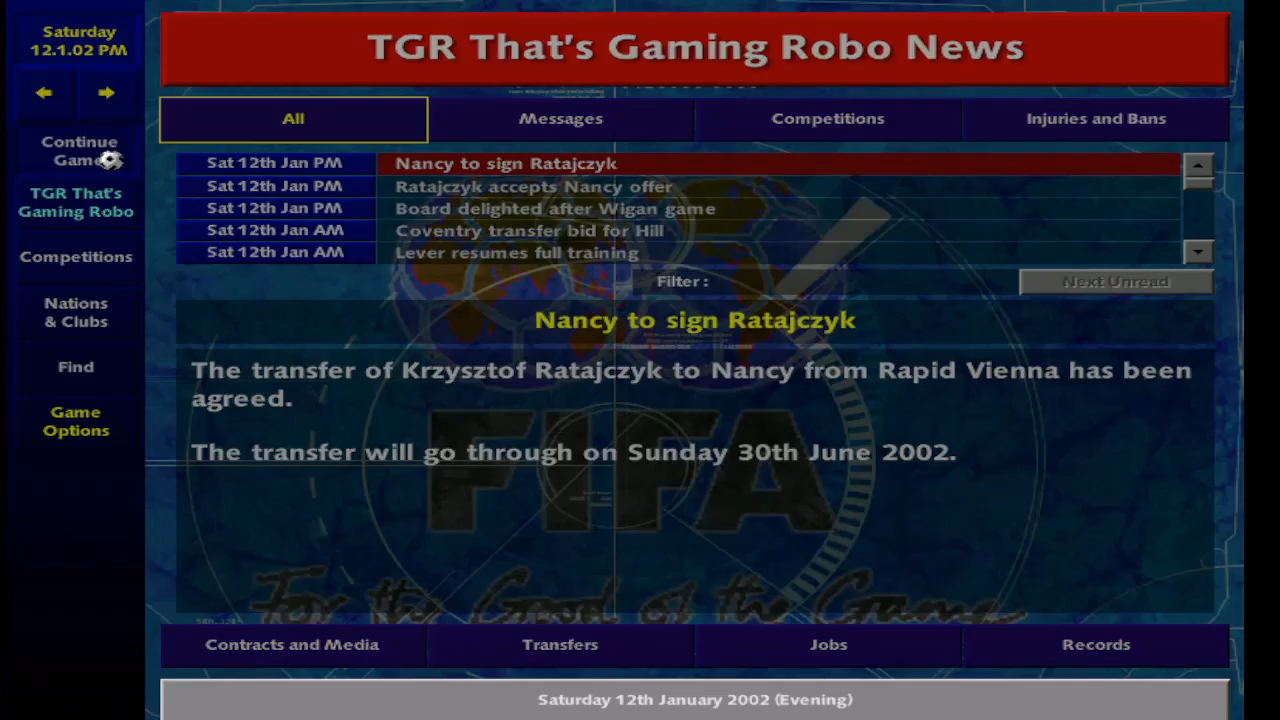 Saturday
12.1.02 PM
Continue
Game
TGR That's
Gaming Robo
Competitions
Nations
& Clubs
Find
Game
Options
TGR That's Gaming Robo News
All
Messages
Competitions
Injuries and Bans
Sat 12th Jan PM Nancy to sign Ratajczyk
Sat 12th Jan PM Ratajczyk accepts Nancy offer
Sat 12th Jan PM Board delighted after Wigan game
Sat 12th Jan AM Coventry transfer bid for Hill
Sat 12th Jan AM Lever resumes full training
Filter :
Next Unread
Nancy to sign Ratajczyk
The transfer of Krzysztof Ratajczyk to Nancy from Rapid Vienna has been
agreed.
The transfer will go through on Sunday 30th June 2002.
FIFA
For the Good of the Game
Contracts and Media
Transfers
Jobs
Records
Saturday 12th January 2002 (Evening)